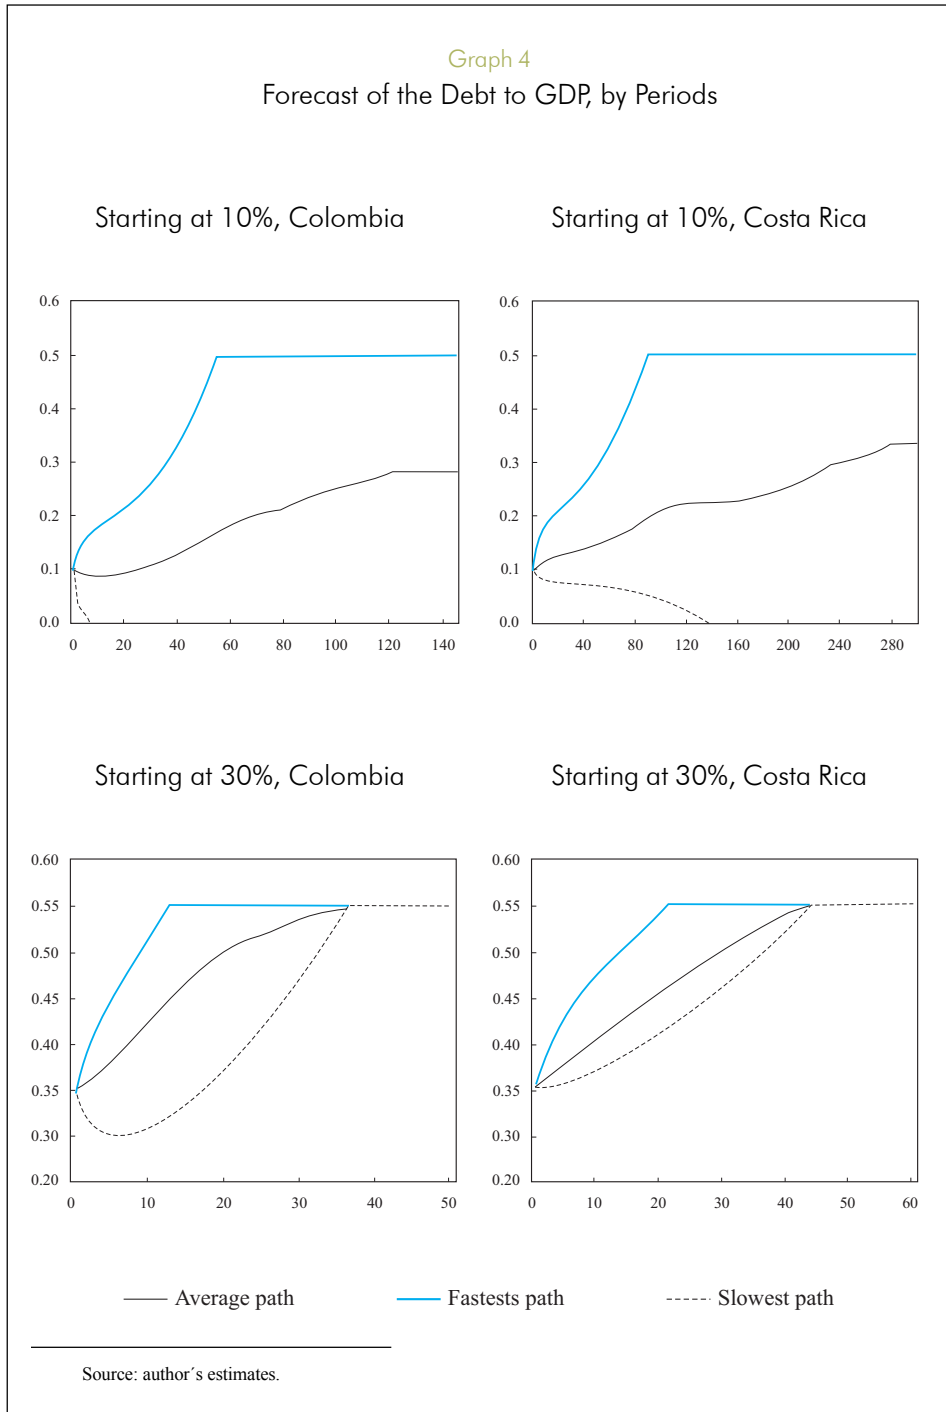 Graph 4
Forecast of the Debt to GDP, by Periods
Starting at 10%, Colombia
Starting at 10%, Costa Rica
0.6
0.5
0.4
0.3
0.2
0.1
0.0
0 20 40 60 80 100 120 140
0.6
0.5
0.4
0.3
0.2
0.1
0.0
0 40 80 120 160 200 240 280
Starting at 30%, Colombia
Starting at 30%, Costa Rica
0.60
0.55
0.50
0.45
0.40
0.35
0.30
0.20
0 10 20 30 40 50
0.60
0.55
0.50
0.45
0.40
0.35
0.30
0.20
0 10 20 30 40 50 60
Average path
Fastests path
Slowest path
Source: author´s estimates.